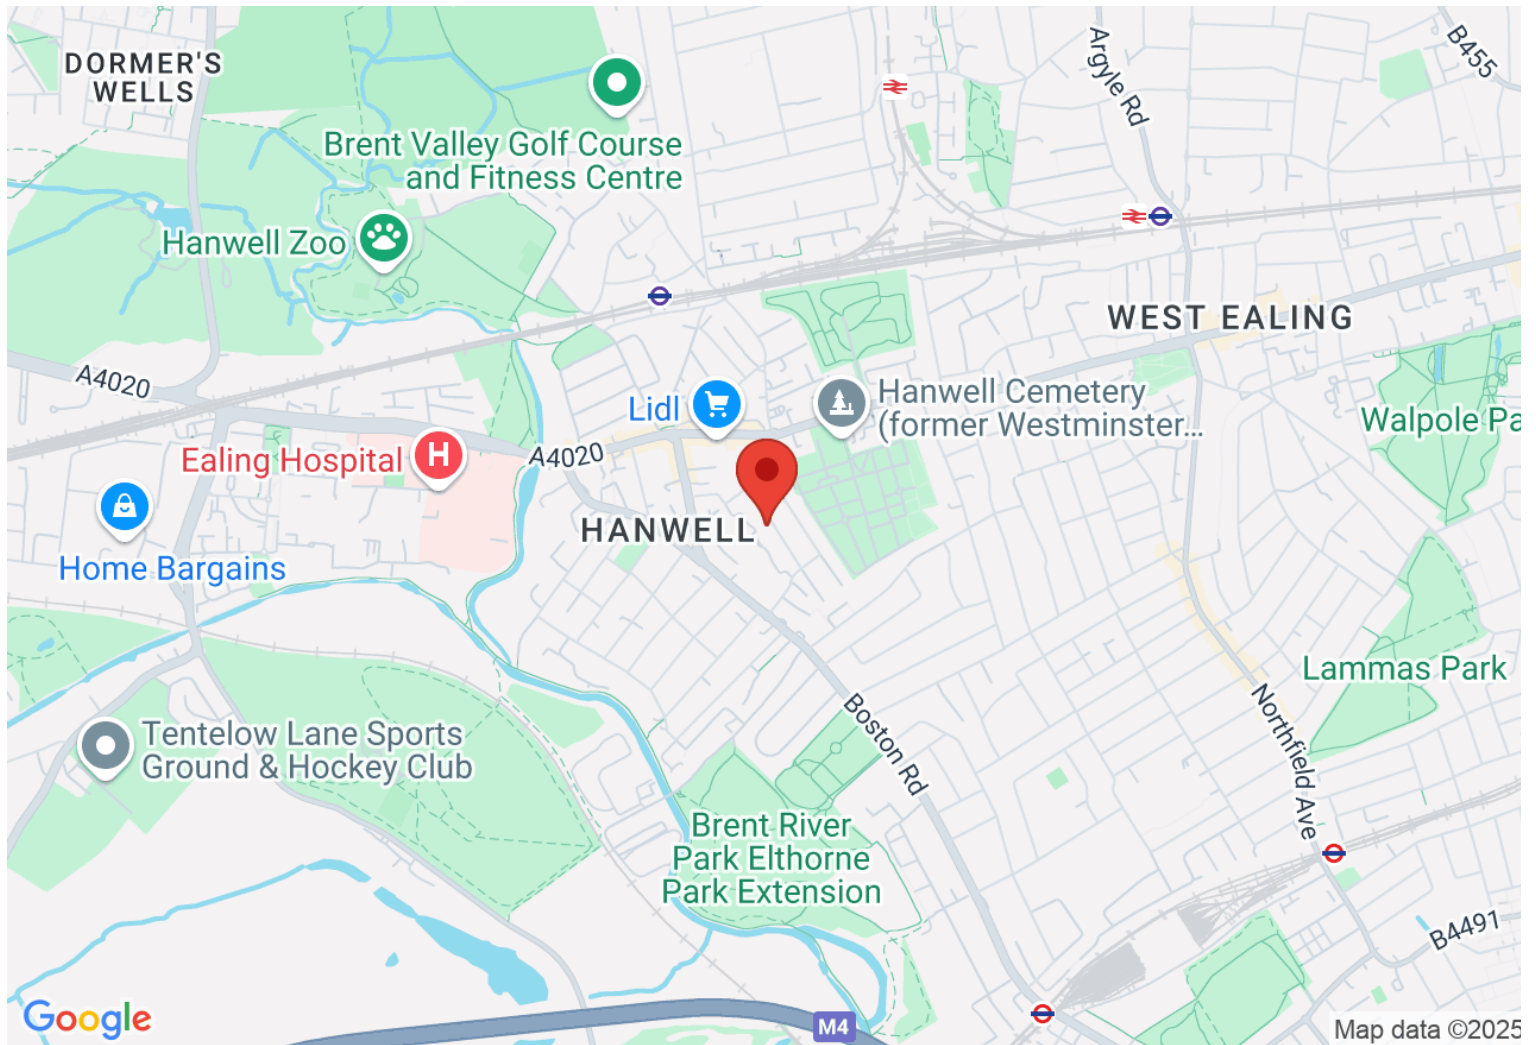 DORMER'S
WELLS
Argyle Rd
B455
Brent Valley Golf Course
and Fitness Centre
Hanwell Zoo
WEST EALING
A4020
Lidl
Hanwell Cemetery
(former Westminster...
Walpole Pa
Ealing Hospital
H
A4020
HANWELL
Home Bargains
Lammas Park
Tentelow Lane Sports
Ground & Hockey Club
Boston Rd
Northfield Ave
Brent River
Park Elthorne
Park Extension
B4491
Google
M4
Map data ©2025